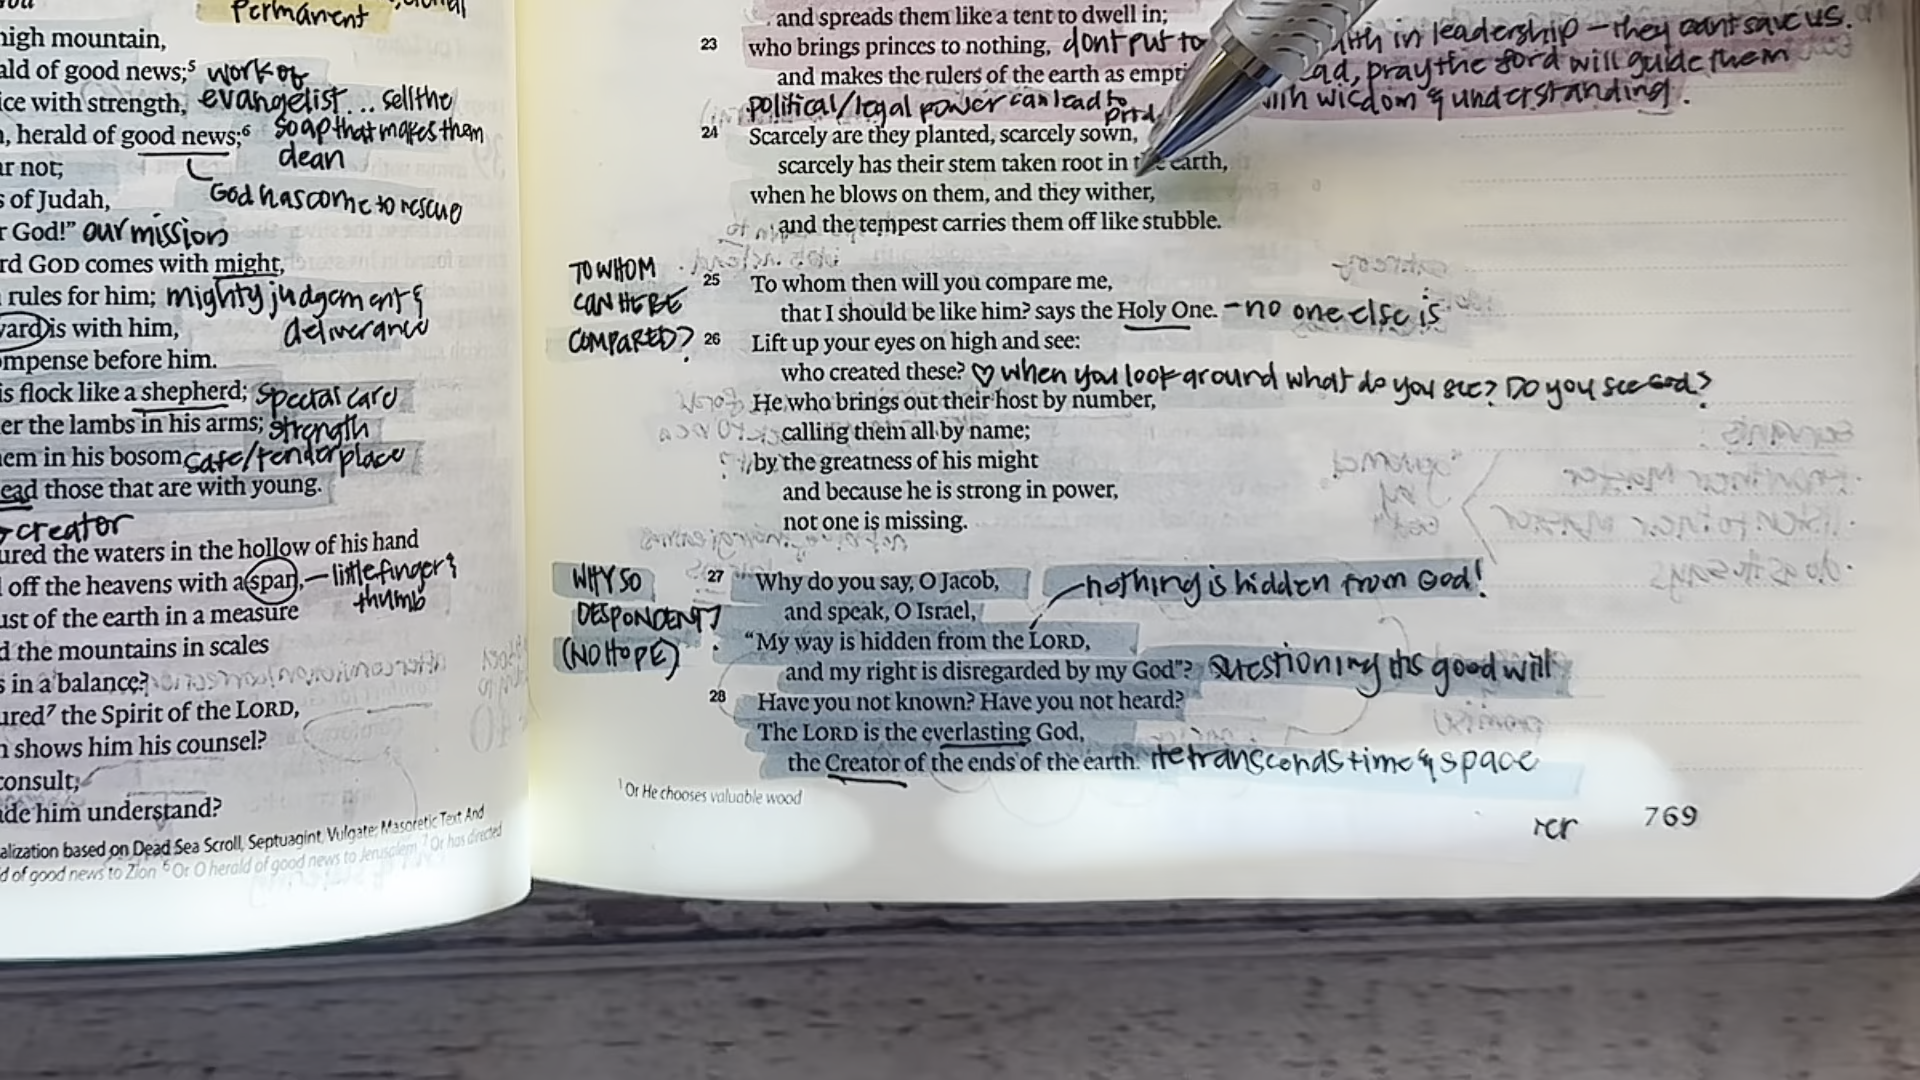 Permanent
high mountain,
ald of good news;5 work of
ice with strength, evangelist... sell the
, herald of good news;6 soap that makes them
clean
ar not;
God has come to rescue
s of Judah,
r God!" our mission
rd GOD comes with might,
rules for him; mighty judgement &
ward is with him, deliverance
ompense before him.
is flock like a shepherd; special care
er the lambs in his arms; strength
em in his bosom safe/tender place
ead those that are with young.
creator
ured the waters in the hollow of his hand
off the heavens with a span, – little finger &
thumb
ust of the earth in a measure
d the mountains in scales
s in a balance?
ured7 the Spirit of the LORD,
n shows him his counsel?
consult;
ade him understand?
alization based on Dead Sea Scroll, Septuagint, Vulgate; Masoretic Text And
d of good news to Zion 6 Or O herald of good news to Jerusalem 7 Or has directed
and spreads them like a tent to dwell in;
23 who brings princes to nothing, dont put to faith in leadership – they cant save us.
and makes the rulers of the earth as empti ead, pray the Lord will guide them
political/legal power can lead to prid with wisdom & understanding.
24 Scarcely are they planted, scarcely sown,
scarcely has their stem taken root in the earth,
when he blows on them, and they wither,
and the tempest carries them off like stubble.
TO WHOM
CAN HE BE
COMPARED?
25 To whom then will you compare me,
that I should be like him? says the Holy One. – no one else is
26 Lift up your eyes on high and see:
who created these? ♡ when you look around what do you see? Do you see God?
He who brings out their host by number,
calling them all by name;
by the greatness of his might
and because he is strong in power,
not one is missing.
WHY SO
DESPONDENT?
(NO HOPE)
27 Why do you say, O Jacob, nothing is hidden from God!
and speak, O Israel,
"My way is hidden from the LORD,
and my right is disregarded by my God"? Questioning His good will
28 Have you not known? Have you not heard?
The LORD is the everlasting God,
the Creator of the ends of the earth. He transcends time & space
1 Or He chooses valuable wood
769